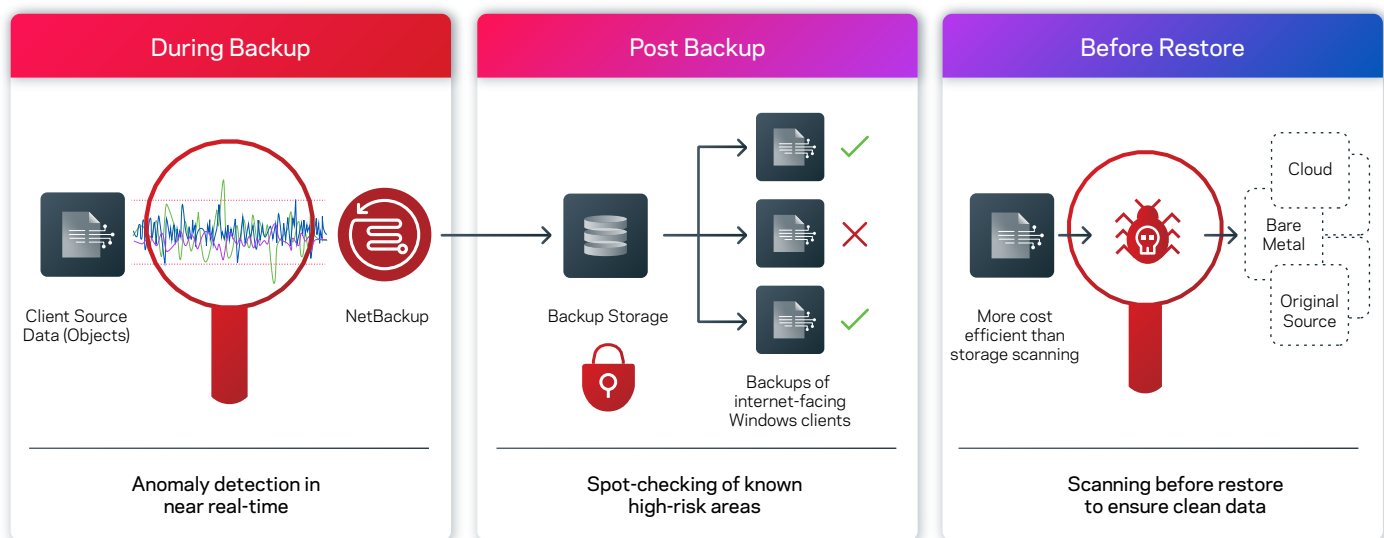 During Backup
Client Source
Data (Objects)
NetBackup
Anomaly detection in
near real-time
Post Backup
Backup Storage
Backups of
internet-facing
Windows clients
Spot-checking of known
high-risk areas
Before Restore
More cost
efficient than
storage scanning
Cloud
Bare
Metal
Original
Source
Scanning before restore
to ensure clean data